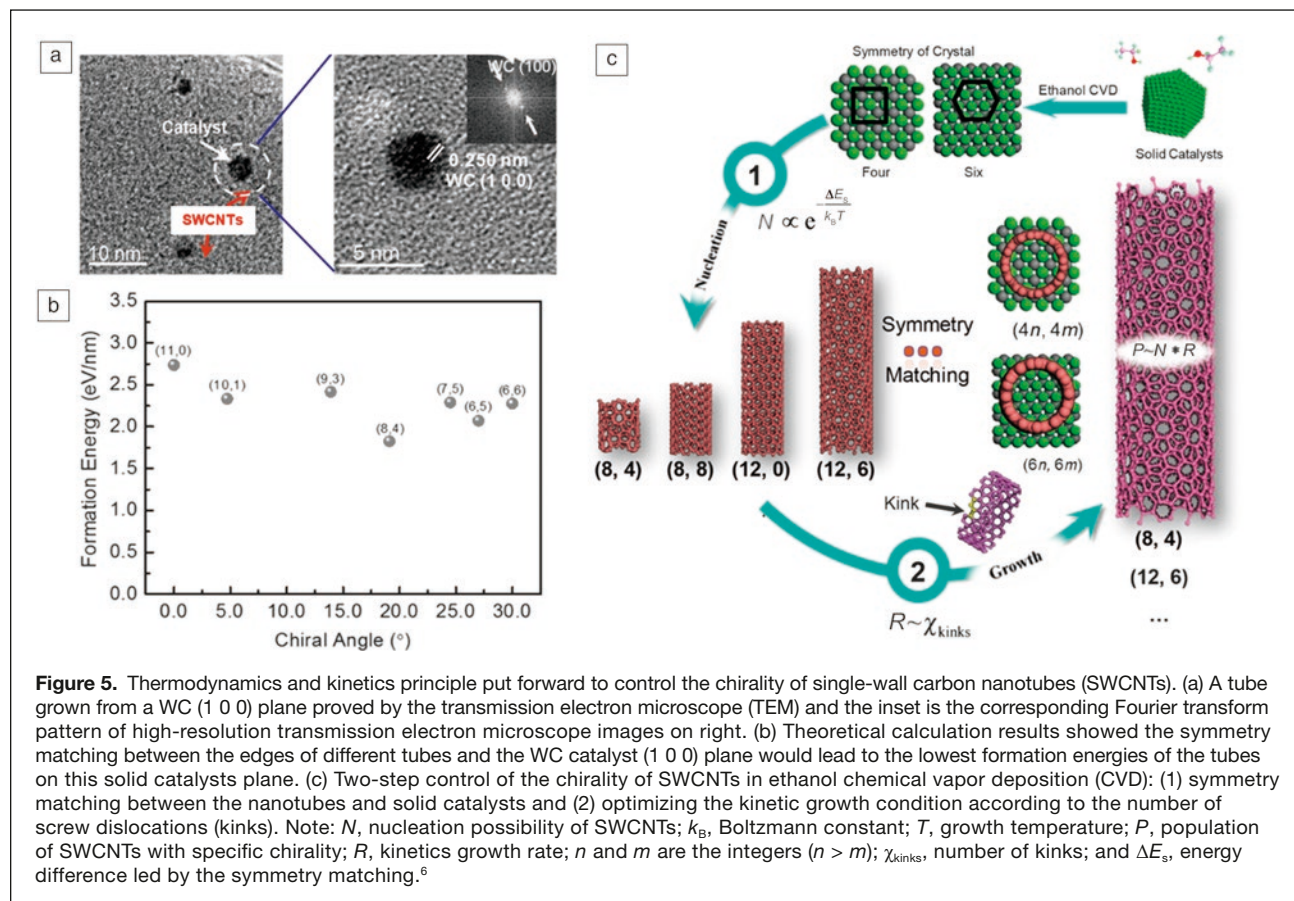 a
WC (100)
Catalyst
0.250 nm
WC (1 0 0)
SWCNTs
10 nm
5 nm
b
Formation Energy (eV/nm)
3.5
3.0
2.5
2.0
1.5
1.0
0.5
0.0
(11,0)
(10,1)
(9,3)
(8,4)
(7,5)
(6,5)
(6,6)
0.0 5.0 10.0 15.0 20.0 25.0 30.0
Chiral Angle (°)
c
Symmetry of Crystal
Four
Six
Ethanol CVD
Solid Catalysts
1
N ∝ e^(-ΔE_S/k_BT)
Nucleation
(8, 4)
(8, 8)
(12, 0)
(12, 6)
Symmetry
Matching
(4n, 4m)
(6n, 6m)
P~N * R
Kink
2
Growth
R~χ_kinks
(8, 4)
(12, 6)
...
Figure 5. Thermodynamics and kinetics principle put forward to control the chirality of single-wall carbon nanotubes (SWCNTs). (a) A tube
grown from a WC (1 0 0) plane proved by the transmission electron microscope (TEM) and the inset is the corresponding Fourier transform
pattern of high-resolution transmission electron microscope images on right. (b) Theoretical calculation results showed the symmetry
matching between the edges of different tubes and the WC catalyst (1 0 0) plane would lead to the lowest formation energies of the tubes
on this solid catalysts plane. (c) Two-step control of the chirality of SWCNTs in ethanol chemical vapor deposition (CVD): (1) symmetry
matching between the nanotubes and solid catalysts and (2) optimizing the kinetic growth condition according to the number of
screw dislocations (kinks). Note: N, nucleation possibility of SWCNTs; k_B, Boltzmann constant; T, growth temperature; P, population
of SWCNTs with specific chirality; R, kinetics growth rate; n and m are the integers (n > m); χ_kinks, number of kinks; and ΔE_s, energy
difference led by the symmetry matching.⁶